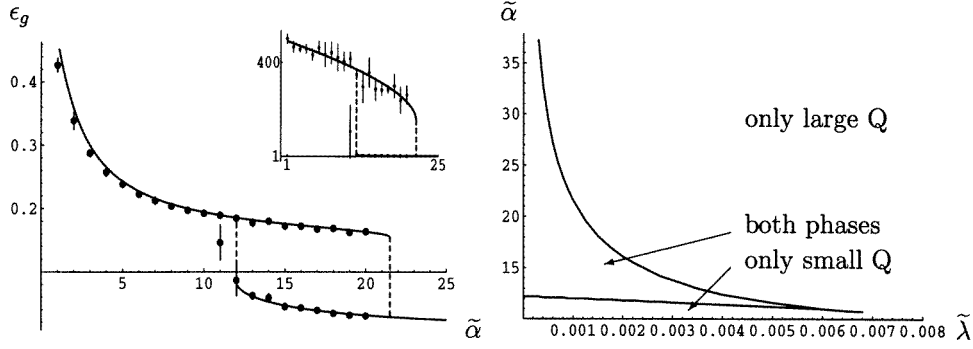 ϵ_g
0.4
0.3
0.2
5
10
15
20
25
α̃
400
1
1
25
α̃
35
30
25
20
15
only large Q
both phases
only small Q
0.001 0.002 0.003 0.004 0.005 0.006 0.007 0.008
λ̃